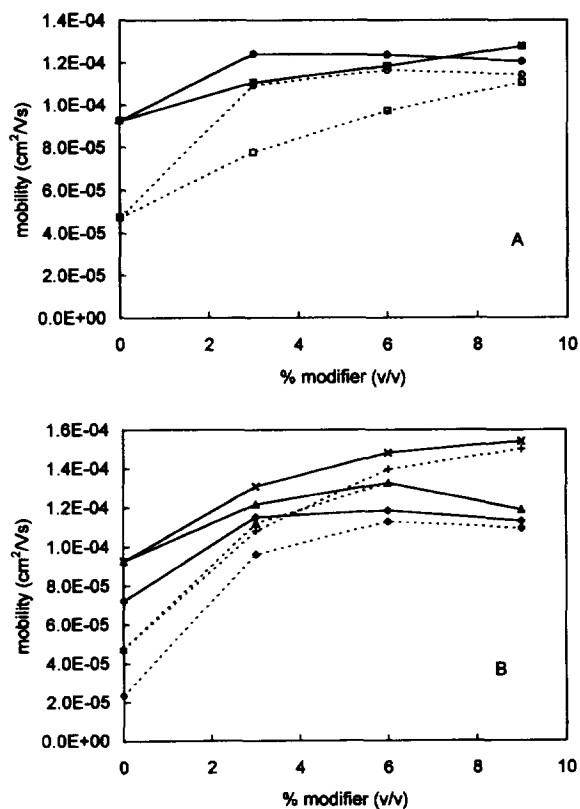 1.4E-04
1.2E-04
1.0E-04
8.0E-05
6.0E-05
4.0E-05
2.0E-05
0.0E+00
mobility (cm²/Vs)
0 2 4 6 8 10
% modifier (v/v)
A
1.6E-04
1.4E-04
1.2E-04
1.0E-04
8.0E-05
6.0E-05
4.0E-05
2.0E-05
0.0E+00
mobility (cm²/Vs)
0 2 4 6 8 10
% modifier (v/v)
B